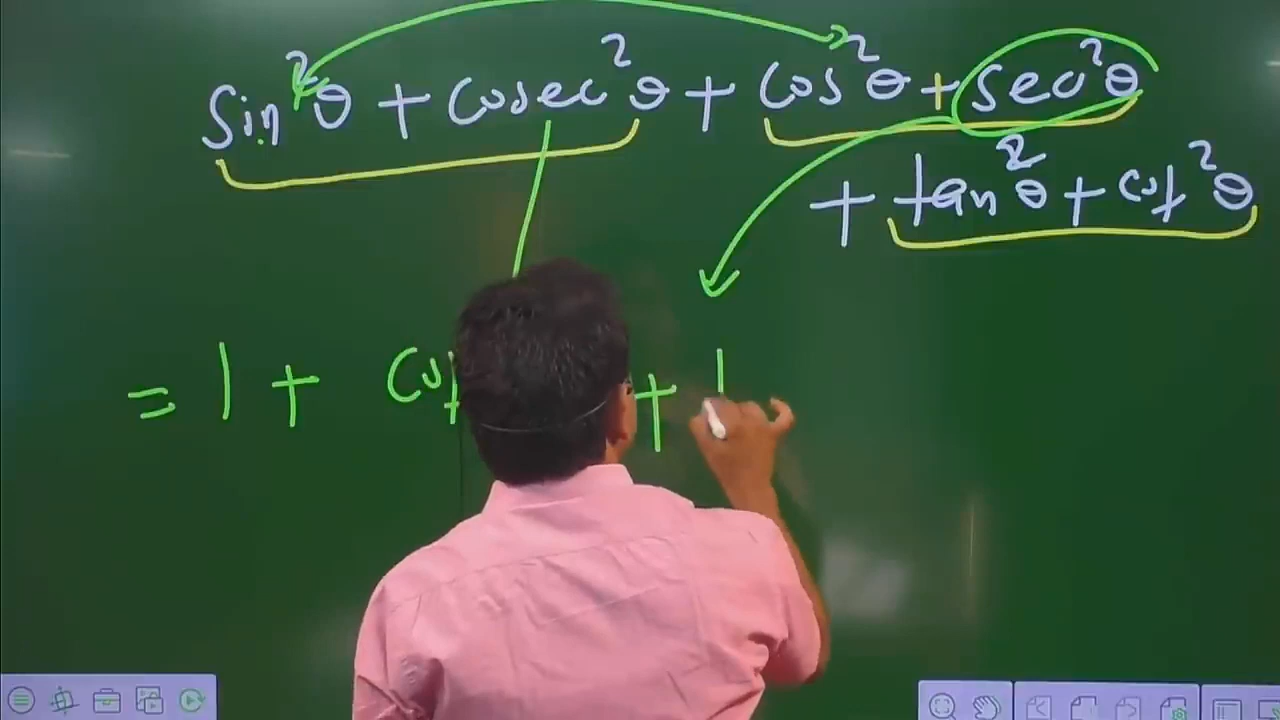 sin²θ + cosec²θ + cos²θ + sec²θ
+ tan²θ + cot²θ
= 1 + cot + 1